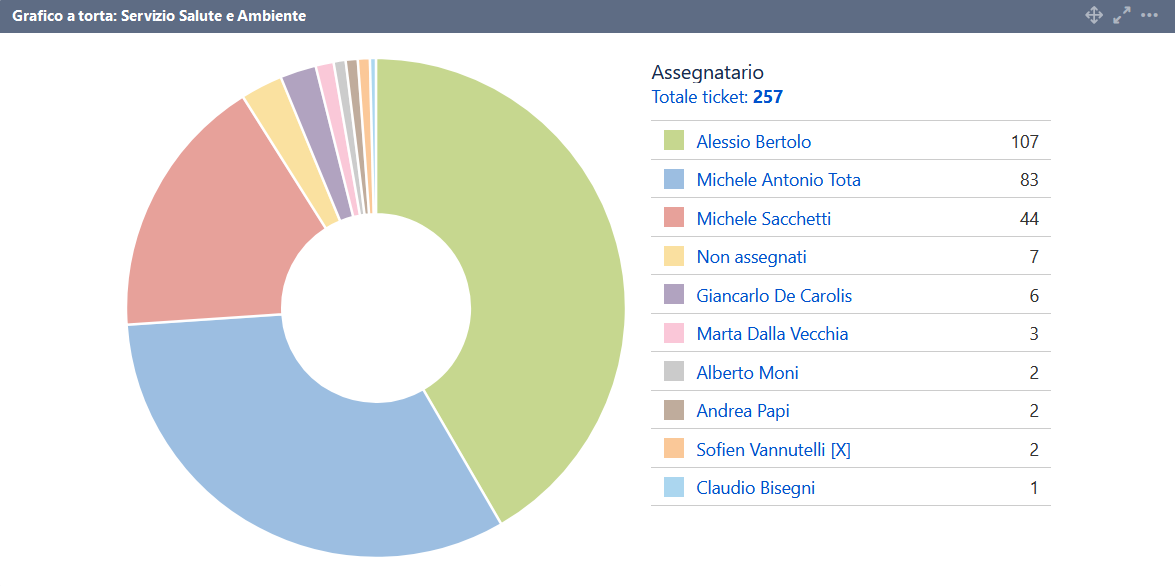 Grafico a torta: Servizio Salute e Ambiente
Assegnatario
Totale ticket: 257
Alessio Bertolo 107
Michele Antonio Tota 83
Michele Sacchetti 44
Non assegnati 7
Giancarlo De Carolis 6
Marta Dalla Vecchia 3
Alberto Moni 2
Andrea Papi 2
Sofien Vannutelli [X] 2
Claudio Bisegni 1